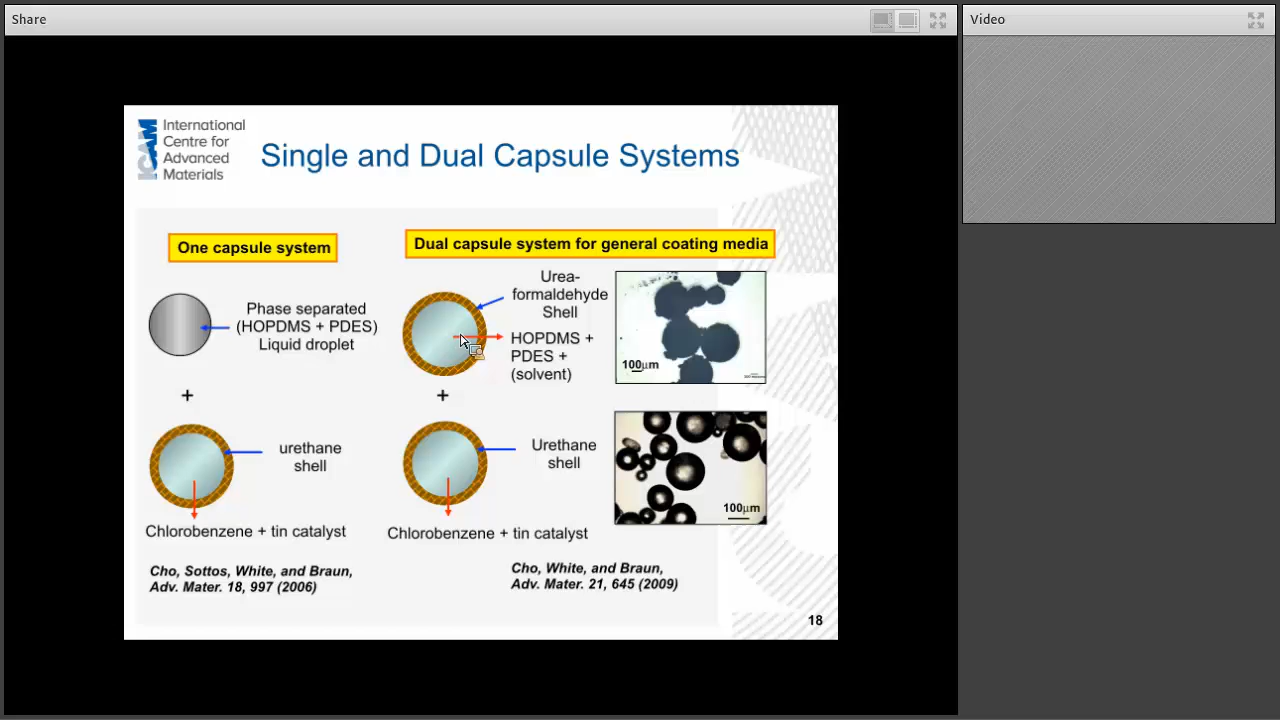 Share
Video
ICAM
International
Centre for
Advanced
Materials
Single and Dual Capsule Systems
One capsule system
Phase separated
(HOPDMS + PDES)
Liquid droplet
+
urethane
shell
Chlorobenzene + tin catalyst
Cho, Sottos, White, and Braun,
Adv. Mater. 18, 997 (2006)
Dual capsule system for general coating media
Urea-
formaldehyde
Shell
HOPDMS +
PDES +
(solvent)
100μm
+
Urethane
shell
100μm
Chlorobenzene + tin catalyst
Cho, White, and Braun,
Adv. Mater. 21, 645 (2009)
18